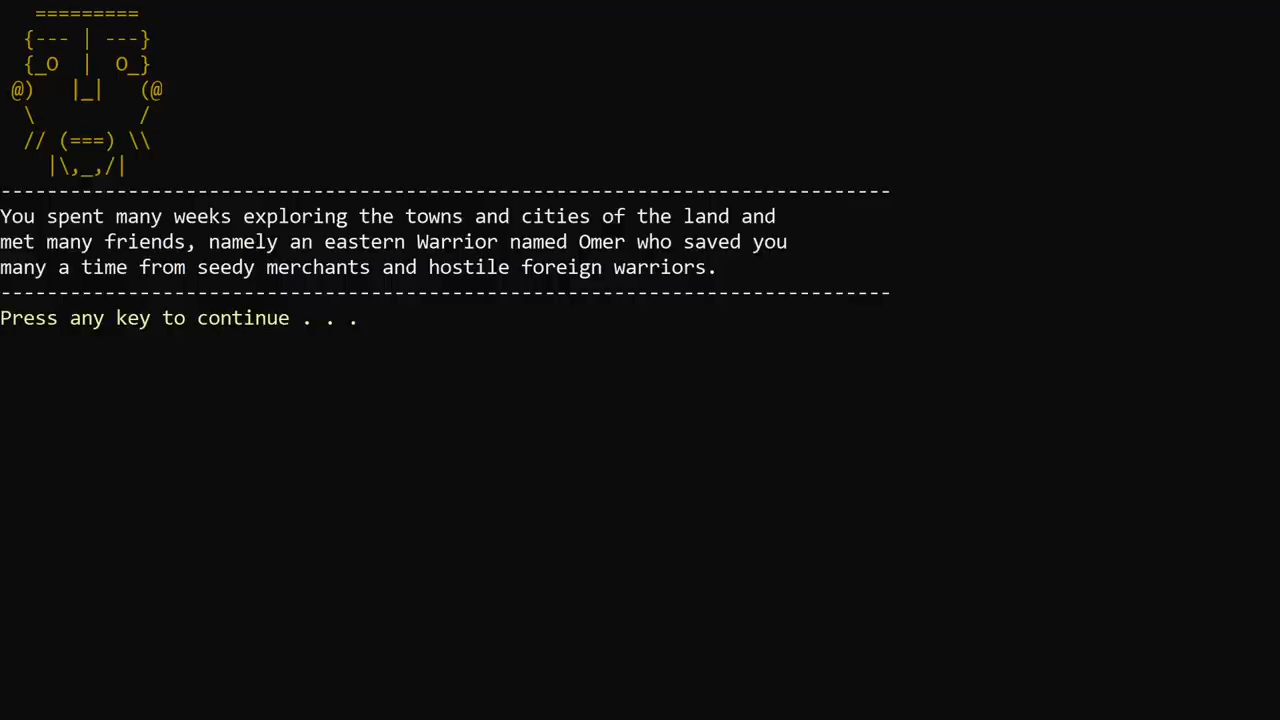 =========
  {--- | ---}
  {_O  |  O_}
 @)   |_|   (@
  \         /
  // (===) \\
    |\,_,/|
-----------------------------------------------------------------------------
You spent many weeks exploring the towns and cities of the land and
met many friends, namely an eastern Warrior named Omer who saved you
many a time from seedy merchants and hostile foreign warriors.
-----------------------------------------------------------------------------
Press any key to continue . . .